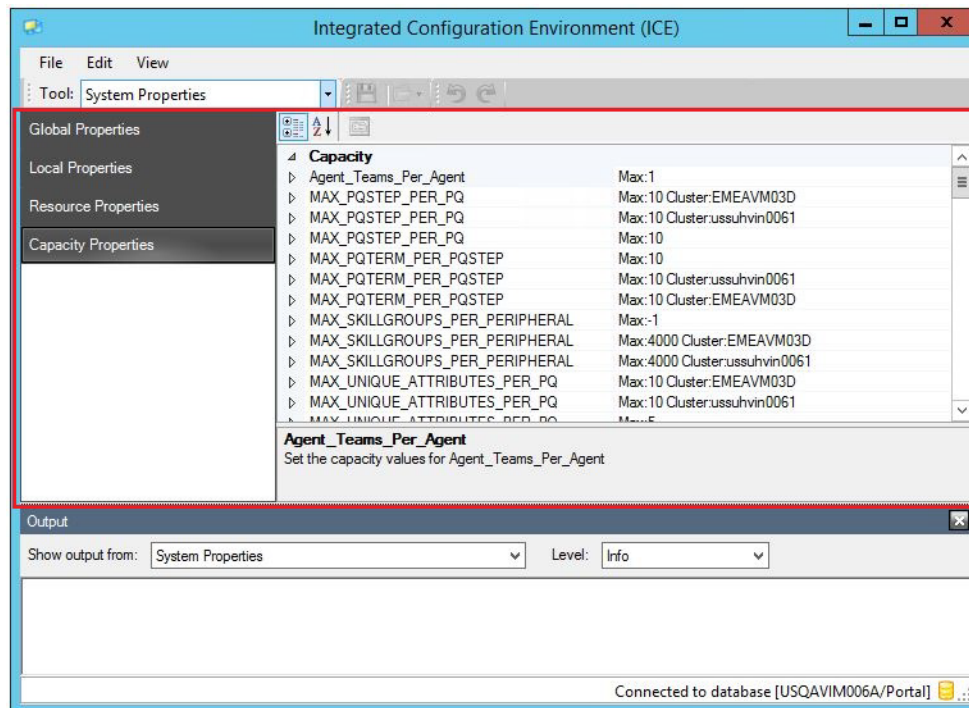 Integrated Configuration Environment (ICE)
File Edit View
Tool: System Properties
Global Properties
Local Properties
Resource Properties
Capacity Properties
Capacity
Agent_Teams_Per_Agent Max:1
MAX_PQSTEP_PER_PQ Max:10 Cluster:EMEAVM03D
MAX_PQSTEP_PER_PQ Max:10 Cluster:ussuhvin0061
MAX_PQSTEP_PER_PQ Max:10
MAX_PQTERM_PER_PQSTEP Max:10
MAX_PQTERM_PER_PQSTEP Max:10 Cluster:ussuhvin0061
MAX_PQTERM_PER_PQSTEP Max:10 Cluster:EMEAVM03D
MAX_SKILLGROUPS_PER_PERIPHERAL Max:-1
MAX_SKILLGROUPS_PER_PERIPHERAL Max:4000 Cluster:EMEAVM03D
MAX_SKILLGROUPS_PER_PERIPHERAL Max:4000 Cluster:ussuhvin0061
MAX_UNIQUE_ATTRIBUTES_PER_PQ Max:10 Cluster:EMEAVM03D
MAX_UNIQUE_ATTRIBUTES_PER_PQ Max:10 Cluster:ussuhvin0061
MAX_UNIQUE_ATTRIBUTES_PER_PQ Max:5
Agent_Teams_Per_Agent
Set the capacity values for Agent_Teams_Per_Agent
Output
Show output from: System Properties Level: Info
Connected to database [USQAVIM006A/Portal]